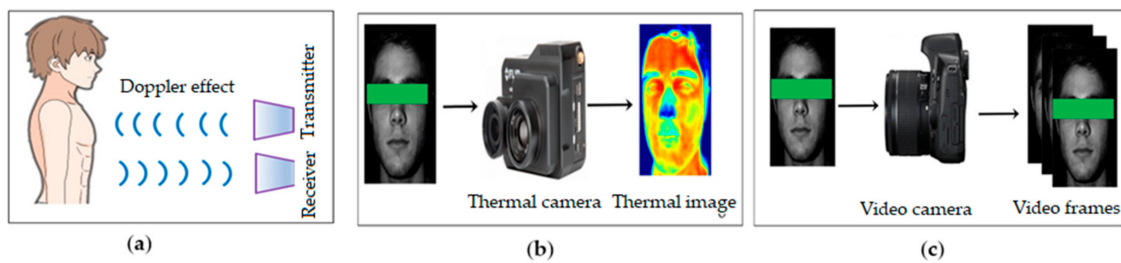 Doppler effect
Transmitter
Receiver
(a)
Thermal camera
Thermal image
(b)
Video camera
Video frames
(c)